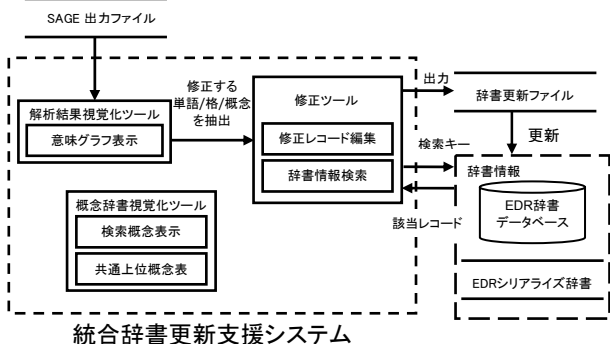 SAGE 出力ファイル
解析結果視覚化ツール
意味グラフ表示
修正する
単語/格/概念
を抽出
修正ツール
修正レコード編集
辞書情報検索
出力
辞書更新ファイル
更新
検索キー
該当レコード
辞書情報
EDR辞書
データベース
EDRシリアライズ辞書
概念辞書視覚化ツール
検索概念表示
共通上位概念表
統合辞書更新支援システム